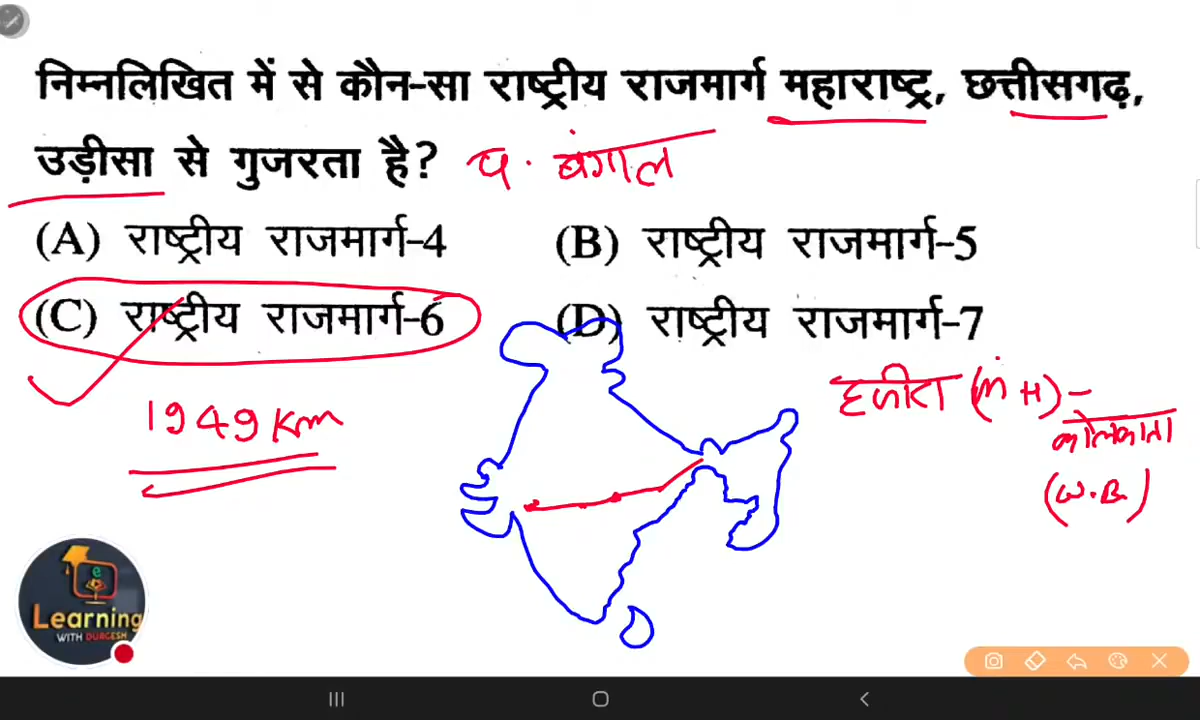 निम्नलिखित में से कौन-सा राष्ट्रीय राजमार्ग महाराष्ट्र, छत्तीसगढ़,
उड़ीसा से गुजरता है? प. बंगाल
(A) राष्ट्रीय राजमार्ग-4 (B) राष्ट्रीय राजमार्ग-5
(C) राष्ट्रीय राजमार्ग-6 (D) राष्ट्रीय राजमार्ग-7
1949 Km
हजीरा (MH) -
कोलकाता
(W.B.)
e
Learning
WITH DURGESH